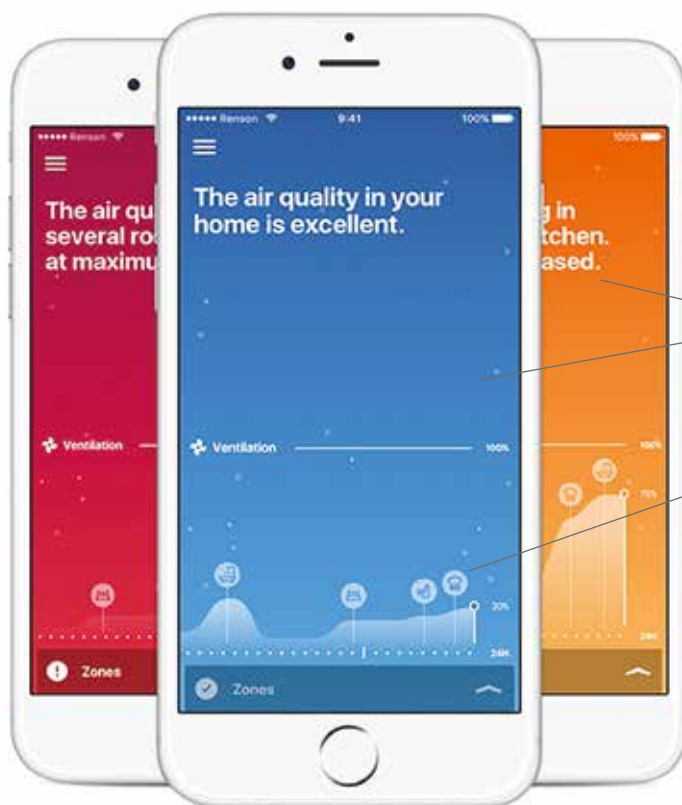 Renson
9:41
100%
The air quality in your
home is excellent.
Ventilation
100%
20%
24H
Zones
Renson
The air qu
several ro
at maximu
Ventilation
Zones
100%
g in
tchen.
ased.
100%
75%
24H